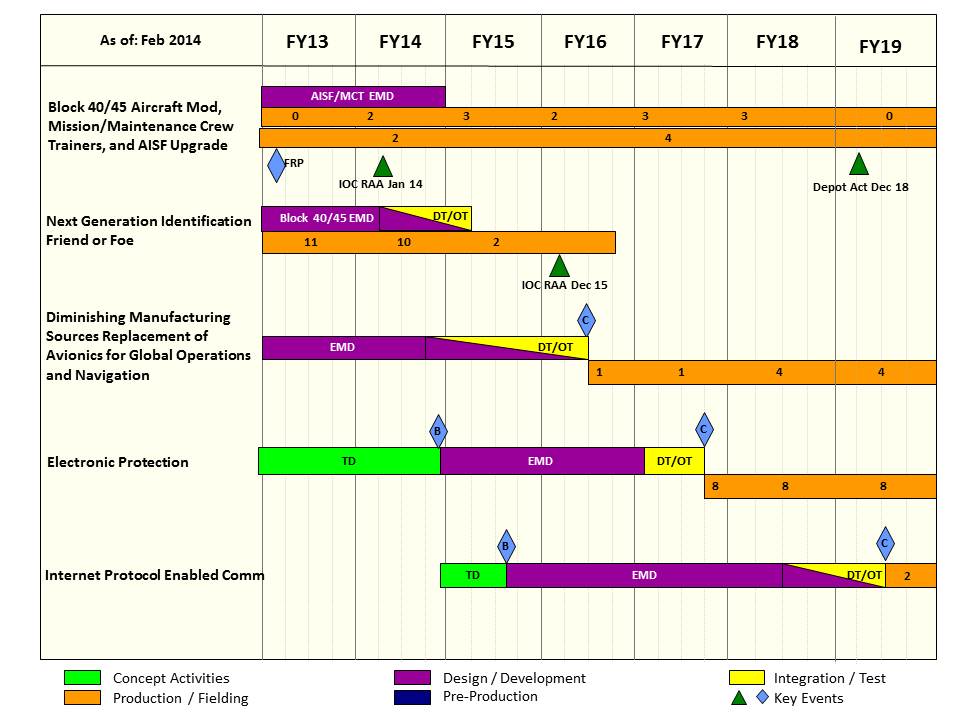 As of: Feb 2014
FY13 FY14 FY15 FY16 FY17 FY18 FY19
Block 40/45 Aircraft Mod,
Mission/Maintenance Crew
Trainers, and AISF Upgrade
AISF/MCT EMD
0 2 3 2 3 3 0
2 4
FRP
IOC RAA Jan 14
Depot Act Dec 18
Next Generation Identification
Friend or Foe
Block 40/45 EMD DT/OT
11 10 2
IOC RAA Dec 15
Diminishing Manufacturing
Sources Replacement of
Avionics for Global Operations
and Navigation
C
EMD DT/OT
1 1 4 4
B C
Electronic Protection
TD EMD DT/OT
8 8 8
B C
Internet Protocol Enabled Comm
TD EMD DT/OT 2
Concept Activities
Design / Development
Integration / Test
Production / Fielding
Pre-Production
Key Events